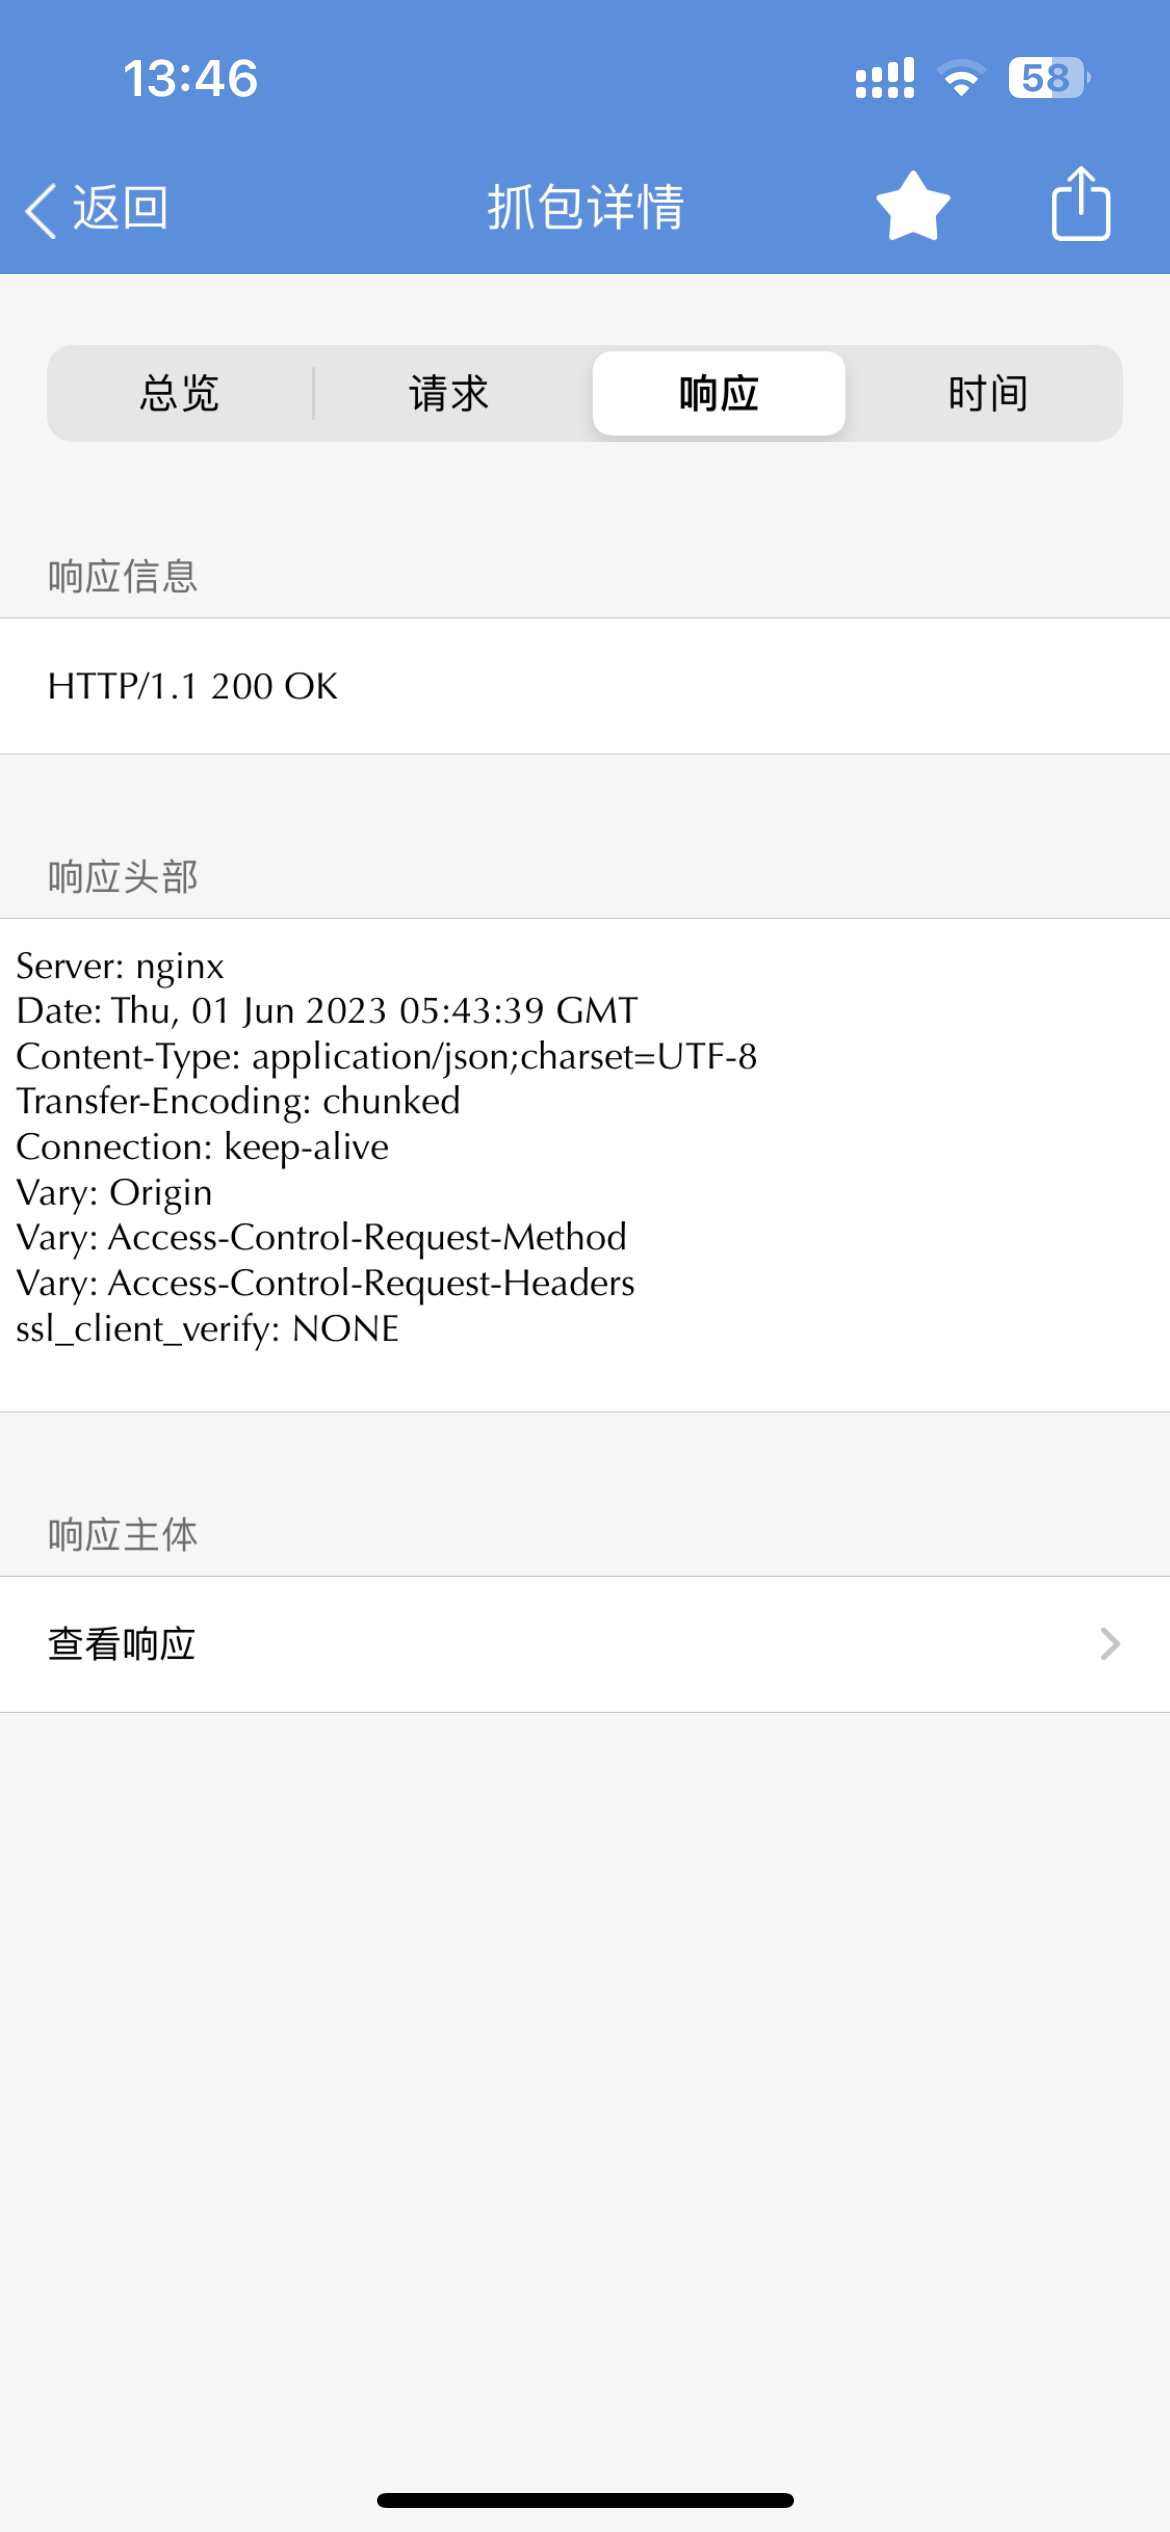 13:46
58
返回
抓包详情
总览
请求
响应
时间
响应信息
HTTP/1.1 200 OK
响应头部
Server: nginx
Date: Thu, 01 Jun 2023 05:43:39 GMT
Content-Type: application/json;charset=UTF-8
Transfer-Encoding: chunked
Connection: keep-alive
Vary: Origin
Vary: Access-Control-Request-Method
Vary: Access-Control-Request-Headers
ssl_client_verify: NONE
响应主体
查看响应